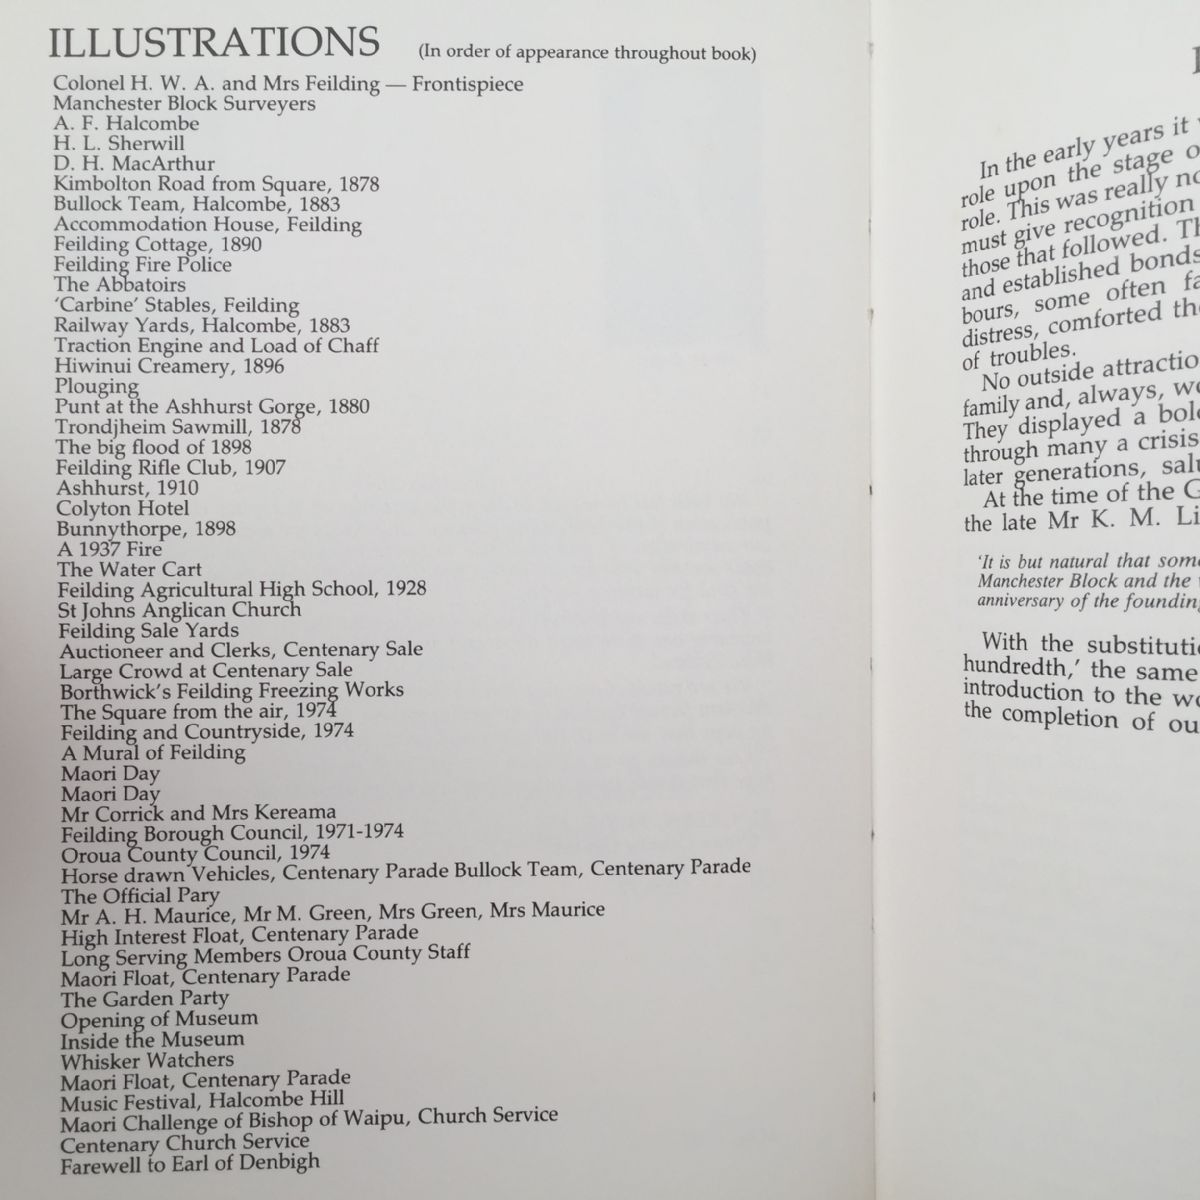 ILLUSTRATIONS (In order of appearance throughout book)
Colonel H. W. A. and Mrs Feilding — Frontispiece
Manchester Block Surveyers
A. F. Halcombe
H. L. Sherwill
D. H. MacArthur
Kimbolton Road from Square, 1878
Bullock Team, Halcombe, 1883
Accommodation House, Feilding
Feilding Cottage, 1890
Feilding Fire Police
The Abbatoirs
‘Carbine’ Stables, Feilding
Railway Yards, Halcombe, 1883
Traction Engine and Load of Chaff
Hiwinui Creamery, 1896
Plouging
Punt at the Ashhurst Gorge, 1880
Trondjheim Sawmill, 1878
The big flood of 1898
Feilding Rifle Club, 1907
Ashhurst, 1910
Colyton Hotel
Bunnythorpe, 1898
A 1937 Fire
The Water Cart
Feilding Agricultural High School, 1928
St Johns Anglican Church
Feilding Sale Yards
Auctioneer and Clerks, Centenary Sale
Large Crowd at Centenary Sale
Borthwick’s Feilding Freezing Works
The Square from the air, 1974
Feilding and Countryside, 1974
A Mural of Feilding
Maori Day
Maori Day
Mr Corrick and Mrs Kereama
Feilding Borough Council, 1971-1974
Oroua County Council, 1974
Horse drawn Vehicles, Centenary Parade Bullock Team, Centenary Parade
The Official Pary
Mr A. H. Maurice, Mr M. Green, Mrs Green, Mrs Maurice
High Interest Float, Centenary Parade
Long Serving Members Oroua County Staff
Maori Float, Centenary Parade
The Garden Party
Opening of Museum
Inside the Museum
Whisker Watchers
Maori Float, Centenary Parade
Music Festival, Halcombe Hill
Maori Challenge of Bishop of Waipu, Church Service
Centenary Church Service
Farewell to Earl of Denbigh
In the early years it
role upon the stage
role. This was really
must give recognition
those that followed.
and established bonds
bours, some often
distress, comforted
of troubles.
No outside
family and, always,
They displayed a
through many a crisis
later generations,
At the time of the
the late Mr K. M.
‘It is but natural that
Manchester Block and the
anniversary of the
With the
hundredth,’ the same
introduction to the
the completion of